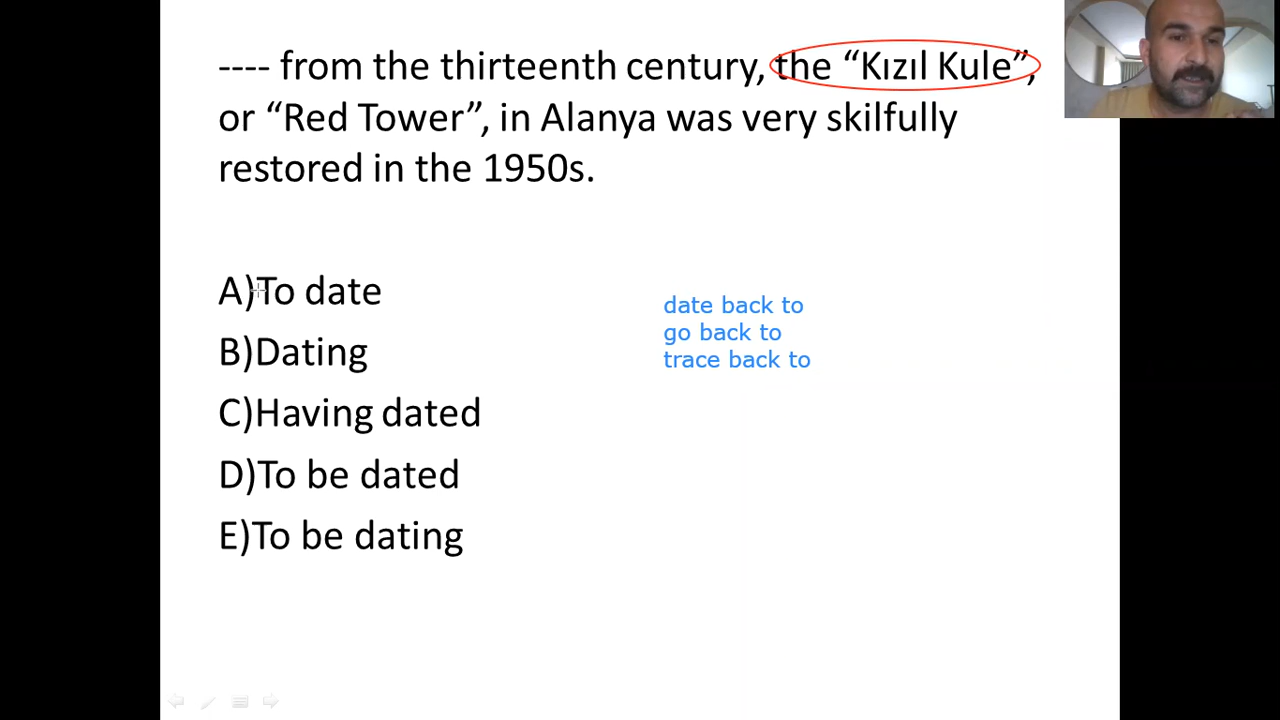 ---- from the thirteenth century, the “Kızıl Kule”,
or “Red Tower”, in Alanya was very skilfully
restored in the 1950s.
A)To date
B)Dating
C)Having dated
D)To be dated
E)To be dating
date back to
go back to
trace back to